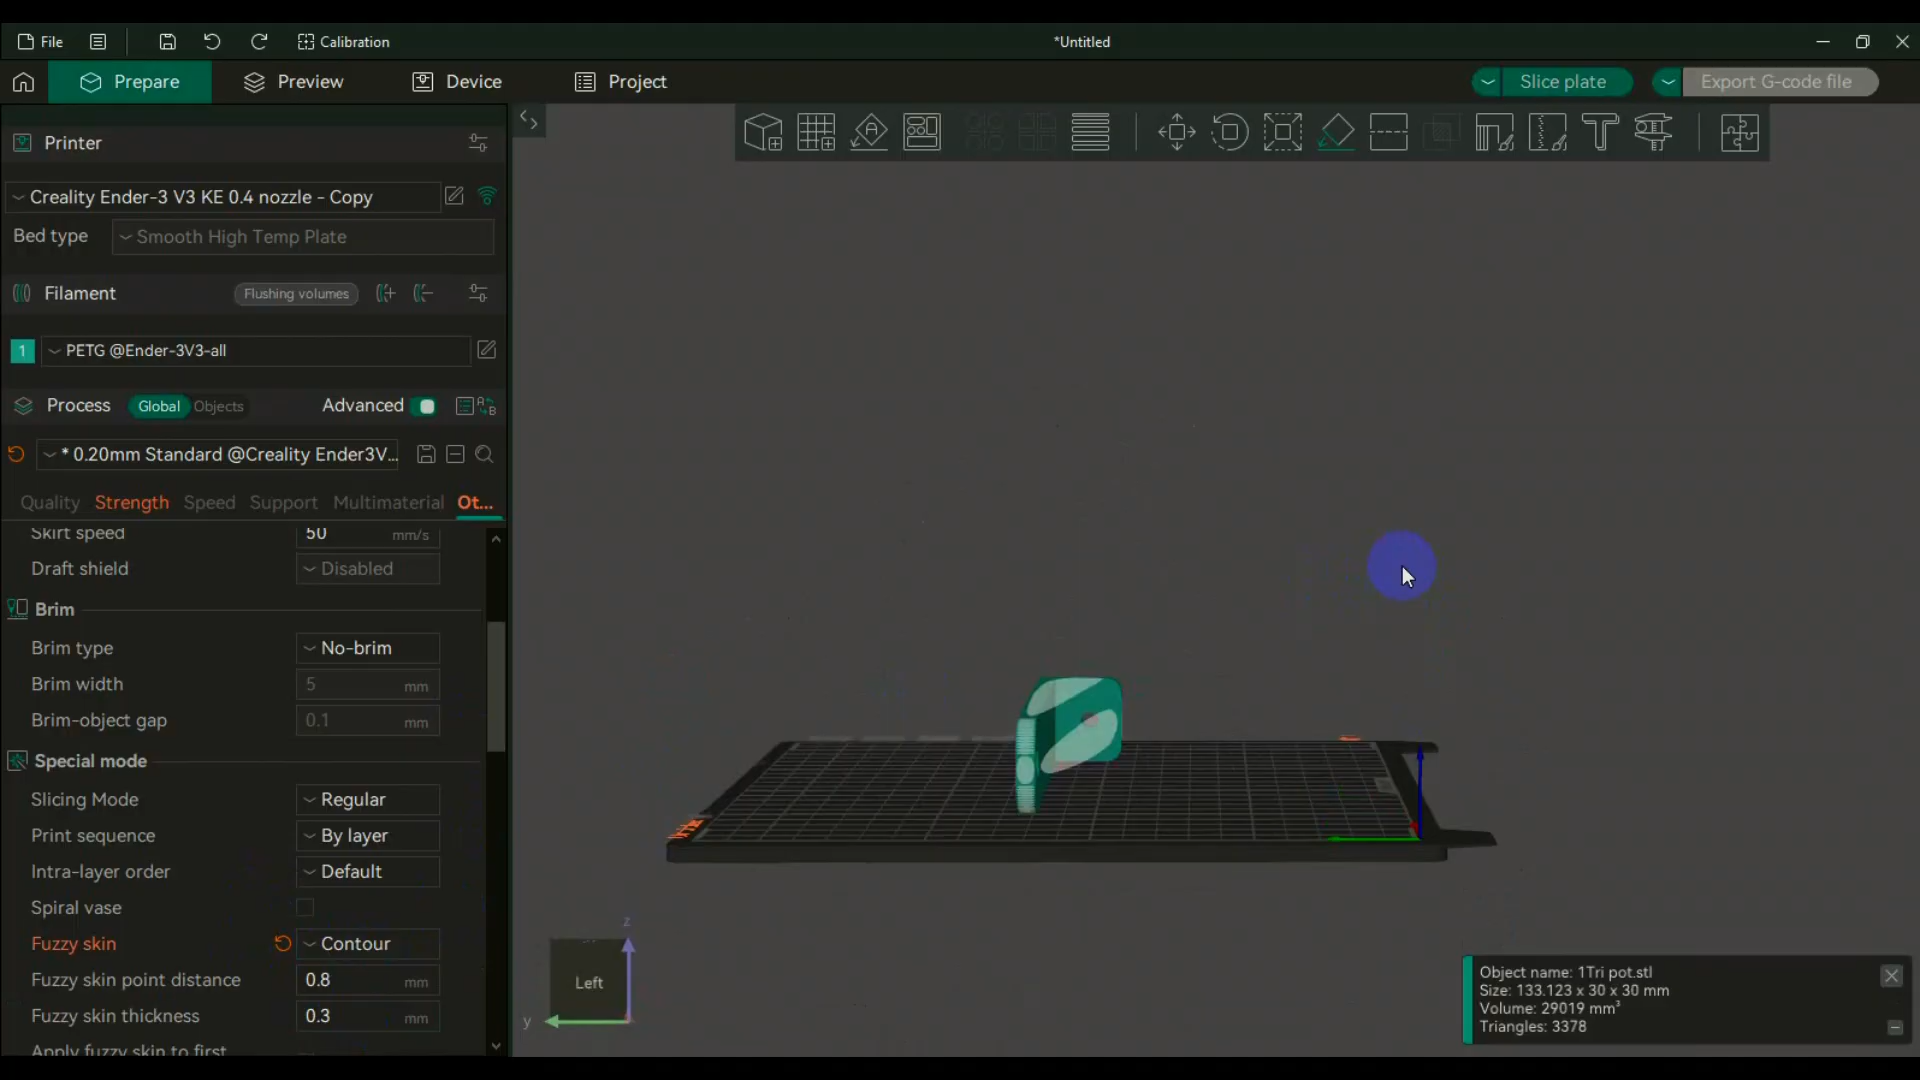 File
Calibration
*Untitled
Prepare
Preview
Device
Project
Slice plate
Export G-code file
Printer
Creality Ender-3 V3 KE 0.4 nozzle - Copy
Bed type
Smooth High Temp Plate
Filament
Flushing volumes
1
PETG @Ender-3V3-all
Process
Global
Objects
Advanced
* 0.20mm Standard @Creality Ender3V...
Quality
Strength
Speed
Support
Multimaterial
Ot...
Skirt speed
50 mm/s
Draft shield
Disabled
Brim
Brim type
No-brim
Brim width
5 mm
Brim-object gap
0.1 mm
Special mode
Slicing Mode
Regular
Print sequence
By layer
Intra-layer order
Default
Spiral vase
Fuzzy skin
Contour
Fuzzy skin point distance
0.8 mm
Fuzzy skin thickness
0.3 mm
Apply fuzzy skin to first
z
Left
y
Object name: 1Tri pot.stl
Size: 133.123 x 30 x 30 mm
Volume: 29019 mm³
Triangles: 3378